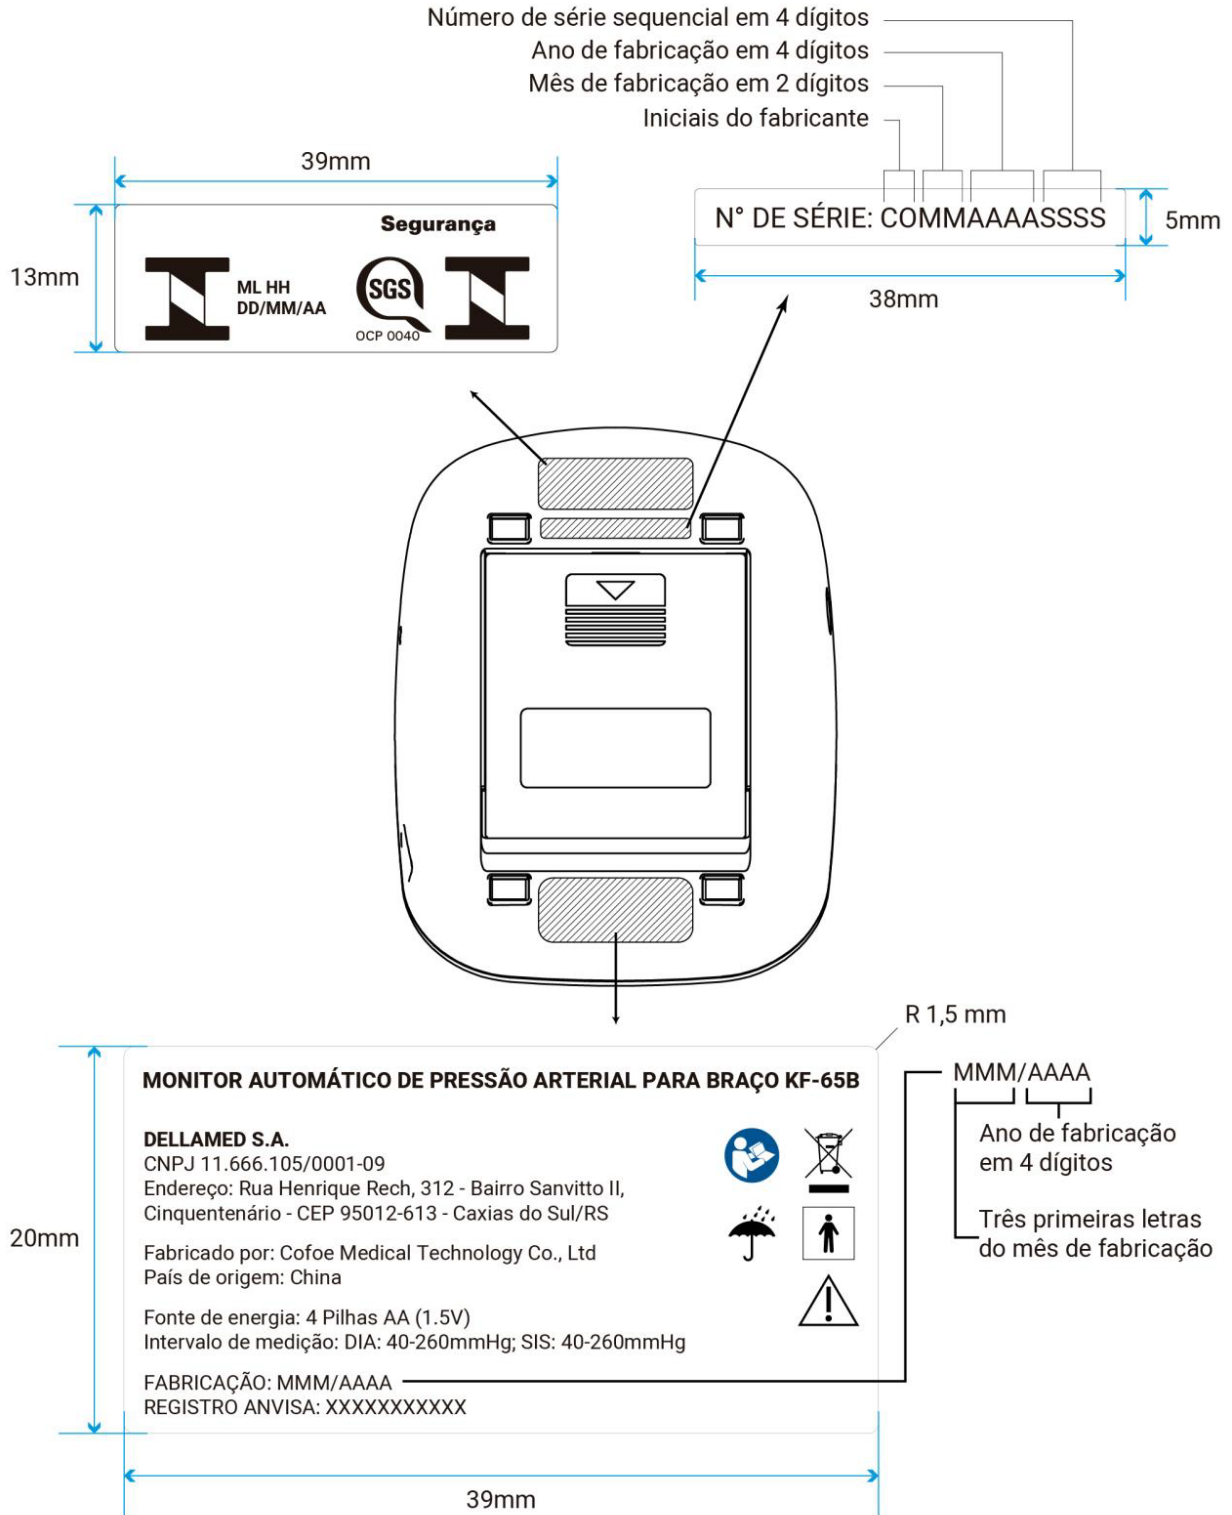 Número de série sequencial em 4 dígitos
Ano de fabricação em 4 dígitos
Mês de fabricação em 2 dígitos
Iniciais do fabricante
39mm
13mm
Segurança
ML HH
DD/MM/AA
SGS
OCP 0040
N° DE SÉRIE: COMMAAAASSSS
5mm
38mm
R 1,5 mm
20mm
MONITOR AUTOMÁTICO DE PRESSÃO ARTERIAL PARA BRAÇO KF-65B
DELLAMED S.A.
CNPJ 11.666.105/0001-09
Endereço: Rua Henrique Rech, 312 - Bairro Sanvitto II,
Cinquentenário - CEP 95012-613 - Caxias do Sul/RS
Fabricado por: Cofoe Medical Technology Co., Ltd
País de origem: China
Fonte de energia: 4 Pilhas AA (1.5V)
Intervalo de medição: DIA: 40-260mmHg; SIS: 40-260mmHg
FABRICAÇÃO: MMM/AAAA
REGISTRO ANVISA: XXXXXXXXXXX
MMM/AAAA
Ano de fabricação
em 4 dígitos
Três primeiras letras
do mês de fabricação
39mm